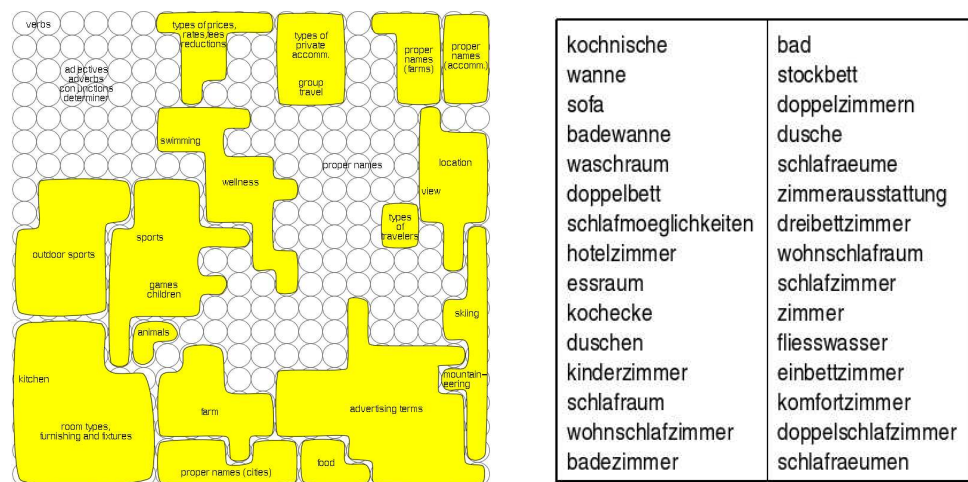 verbs
adjectives
adverbs
conjunctions
determiner
types of prices,
rates,fees
reductions
types of
private
accomm.
group
travel
proper
names
(farms)
proper
names
(accomm.)
swimming
wellness
proper names
location
view
types
of
travelers
outdoor sports
sports
games
children
animals
skiing
mountain-
eering
kitchen
room types,
furnishing and fixtures
farm
advertising terms
proper names (cities)
food
kochnische
wanne
sofa
badewanne
waschraum
doppelbett
schlafmoeglichkeiten
hotelzimmer
essraum
kochecke
duschen
kinderzimmer
schlafraum
wohnschlafzimmer
badezimmer
bad
stockbett
doppelzimmern
dusche
schlafraeume
zimmerausstattung
dreibettzimmer
wohnschlafraum
schlafzimmer
zimmer
fliesswasser
einbettzimmer
komfortzimmer
doppelschlafzimmer
schlafraeumen